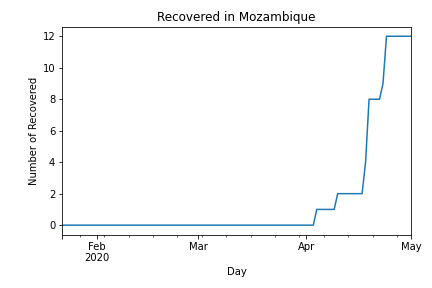 Recovered in Mozambique
Number of Recovered
12
10
8
6
4
2
0
Feb
2020
Mar
Apr
May
Day